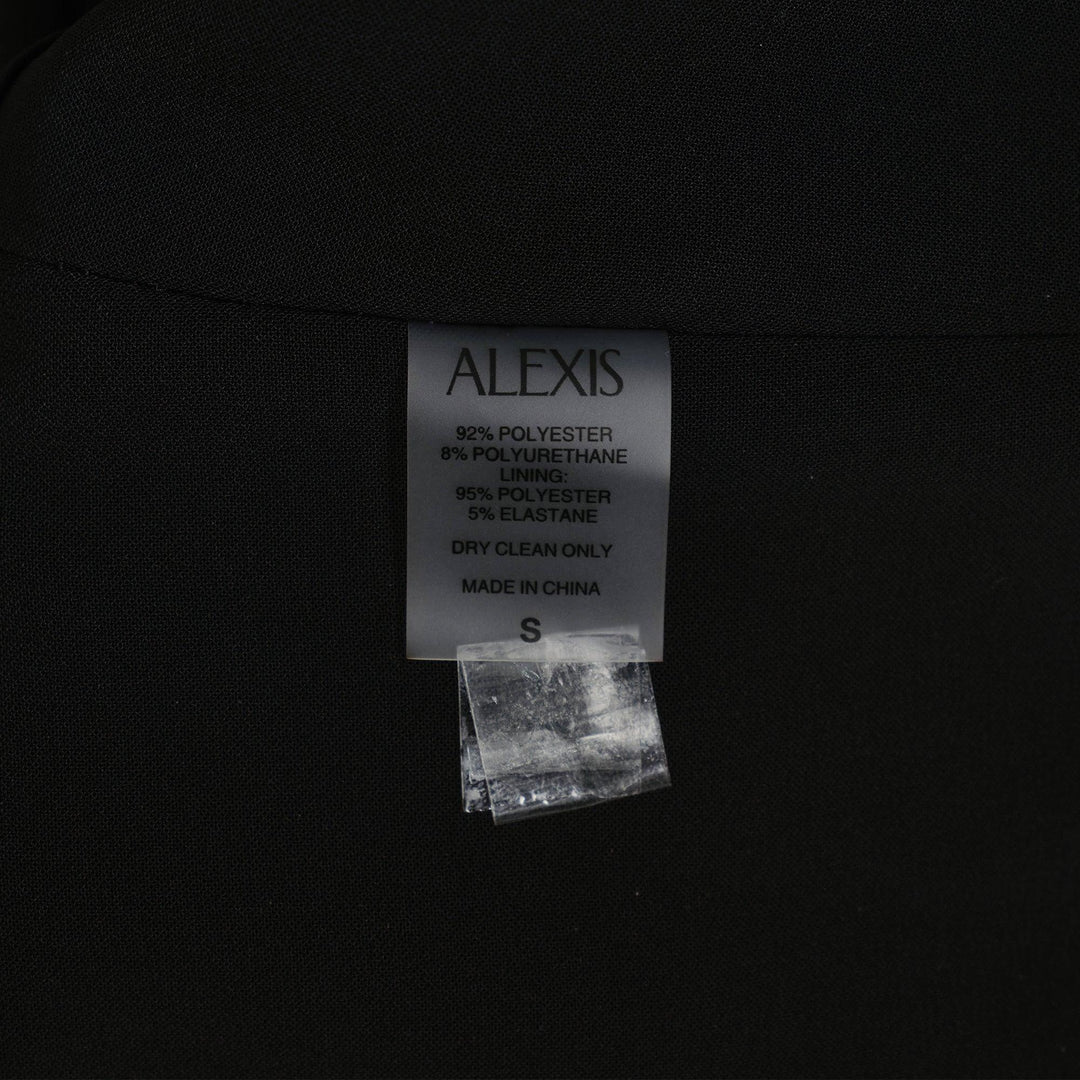 ALEXIS
92% POLYESTER
8% POLYURETHANE
LINING:
95% POLYESTER
5% ELASTANE
DRY CLEAN ONLY
MADE IN CHINA
S